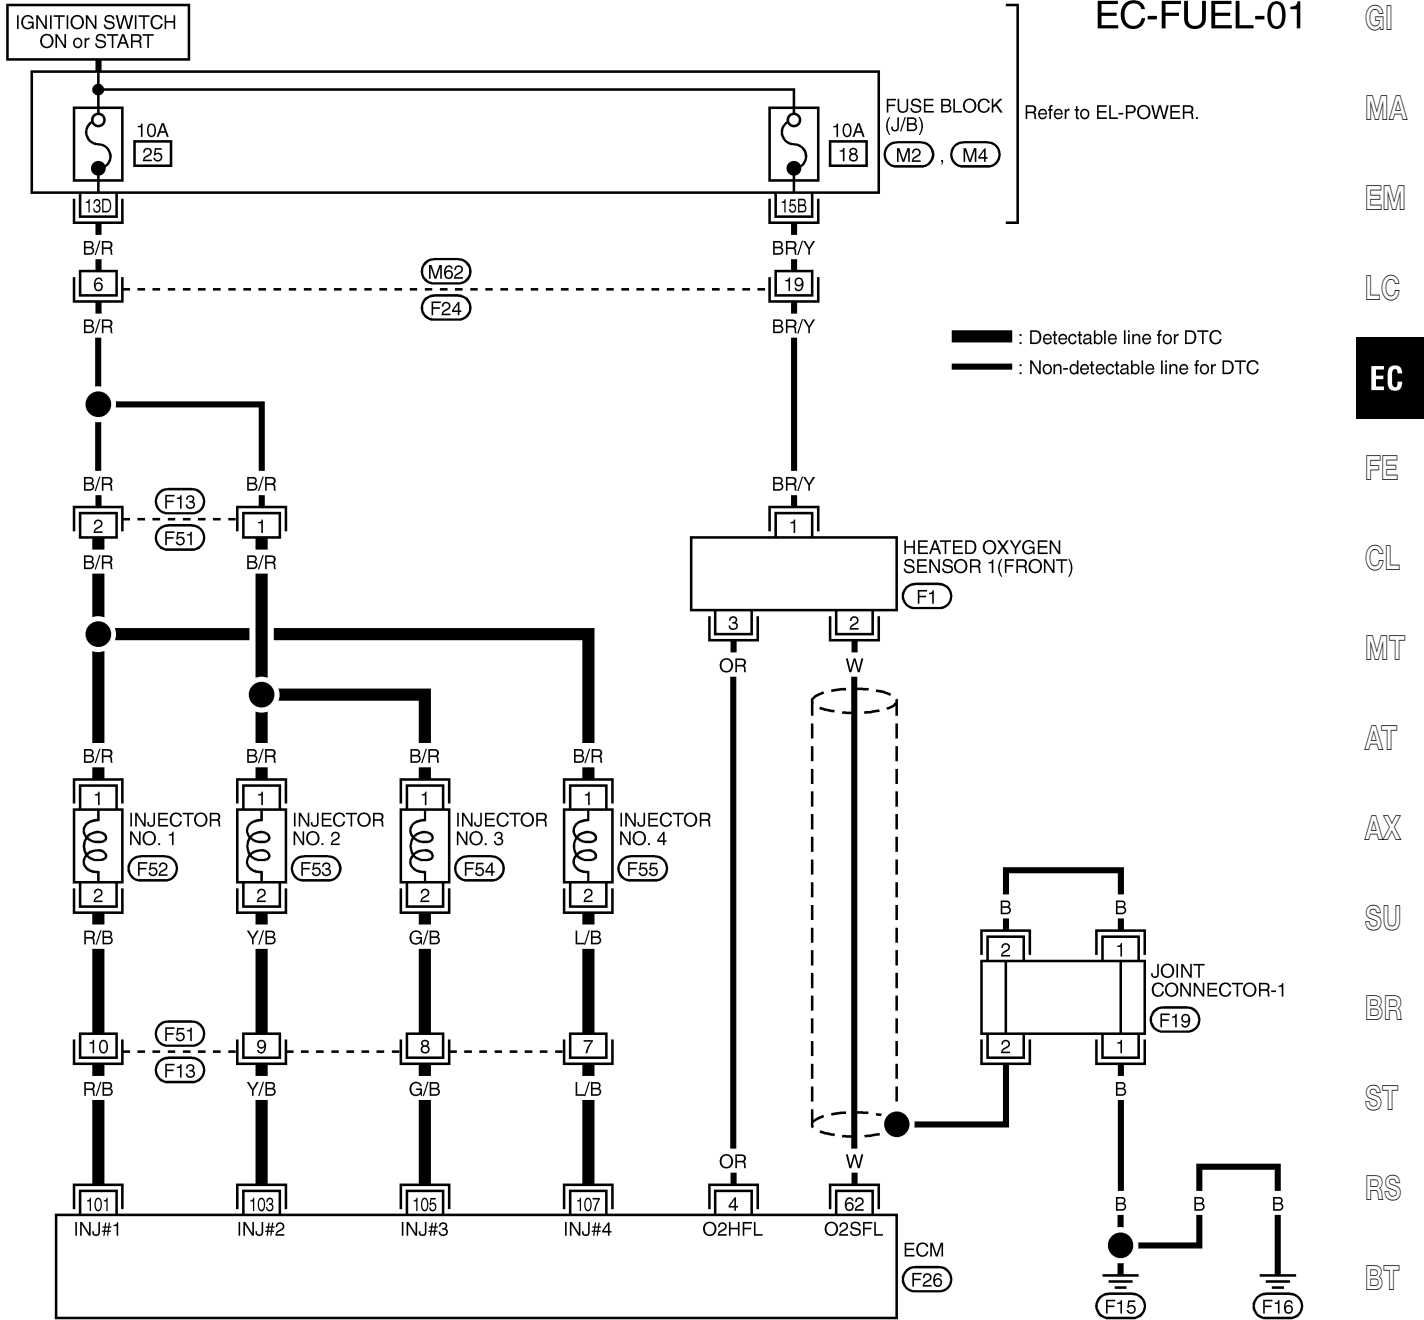 EC-FUEL-01
IGNITION SWITCH
ON or START
10A
25
10A
18
FUSE BLOCK
(J/B)
M2 , M4
Refer to EL-POWER.
13D
15B
B/R
BR/Y
6
M62
F24
19
B/R
BR/Y
: Detectable line for DTC
: Non-detectable line for DTC
B/R
B/R
BR/Y
2
F13
F51
1
1
B/R
B/R
HEATED OXYGEN
SENSOR 1(FRONT)
F1
3
2
OR
W
B/R
B/R
B/R
B/R
1
1
1
1
INJECTOR
NO. 1
F52
INJECTOR
NO. 2
F53
INJECTOR
NO. 3
F54
INJECTOR
NO. 4
F55
2
2
2
2
R/B
Y/B
G/B
L/B
B
B
2
1
JOINT
CONNECTOR-1
F19
2
1
10
F51
F13
9
8
7
R/B
Y/B
G/B
L/B
B
OR
W
101
103
105
107
4
62
B
B
B
INJ#1
INJ#2
INJ#3
INJ#4
O2HFL
O2SFL
ECM
F26
F15
F16
GI
MA
EM
LC
EC
FE
CL
MT
AT
AX
SU
BR
ST
RS
BT